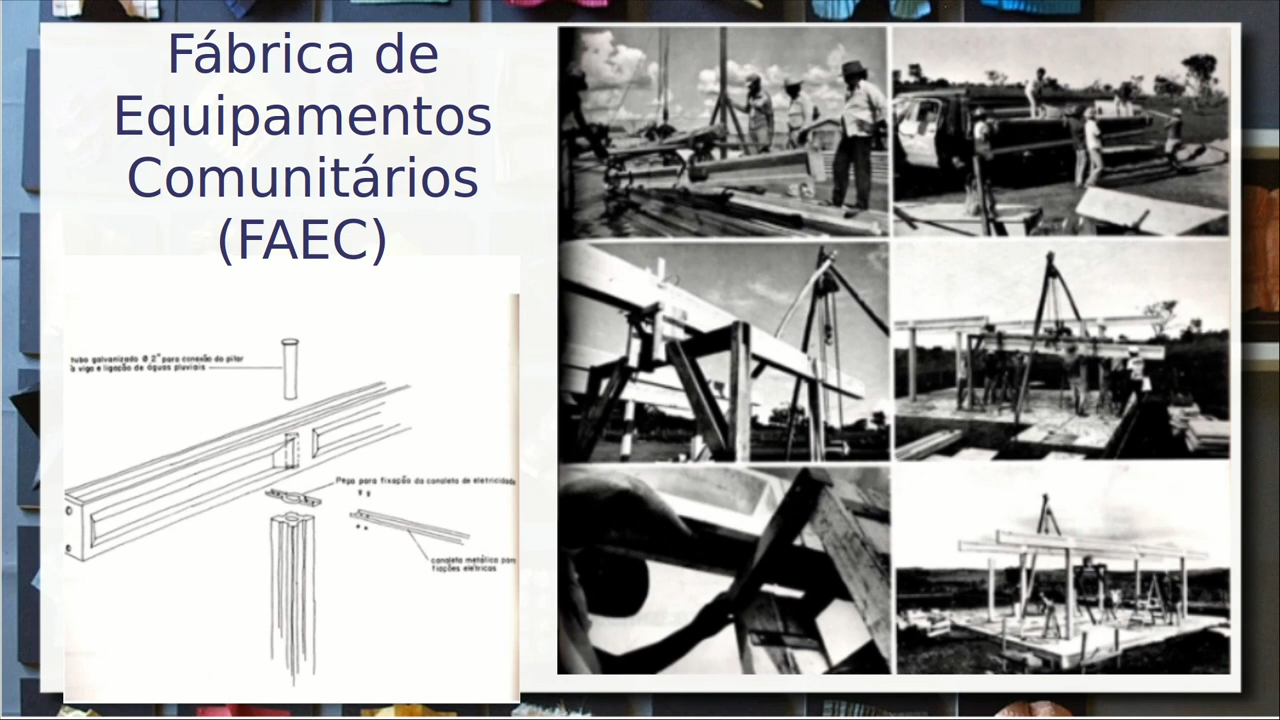 Fábrica de
Equipamentos
Comunitários
(FAEC)
tubo galvanizado Ø 2" para conexão do pilar
à viga e ligação de águas pluviais
Peça para fixação da canaleta de eletricidade
canaleta metálica para
fiações elétricas